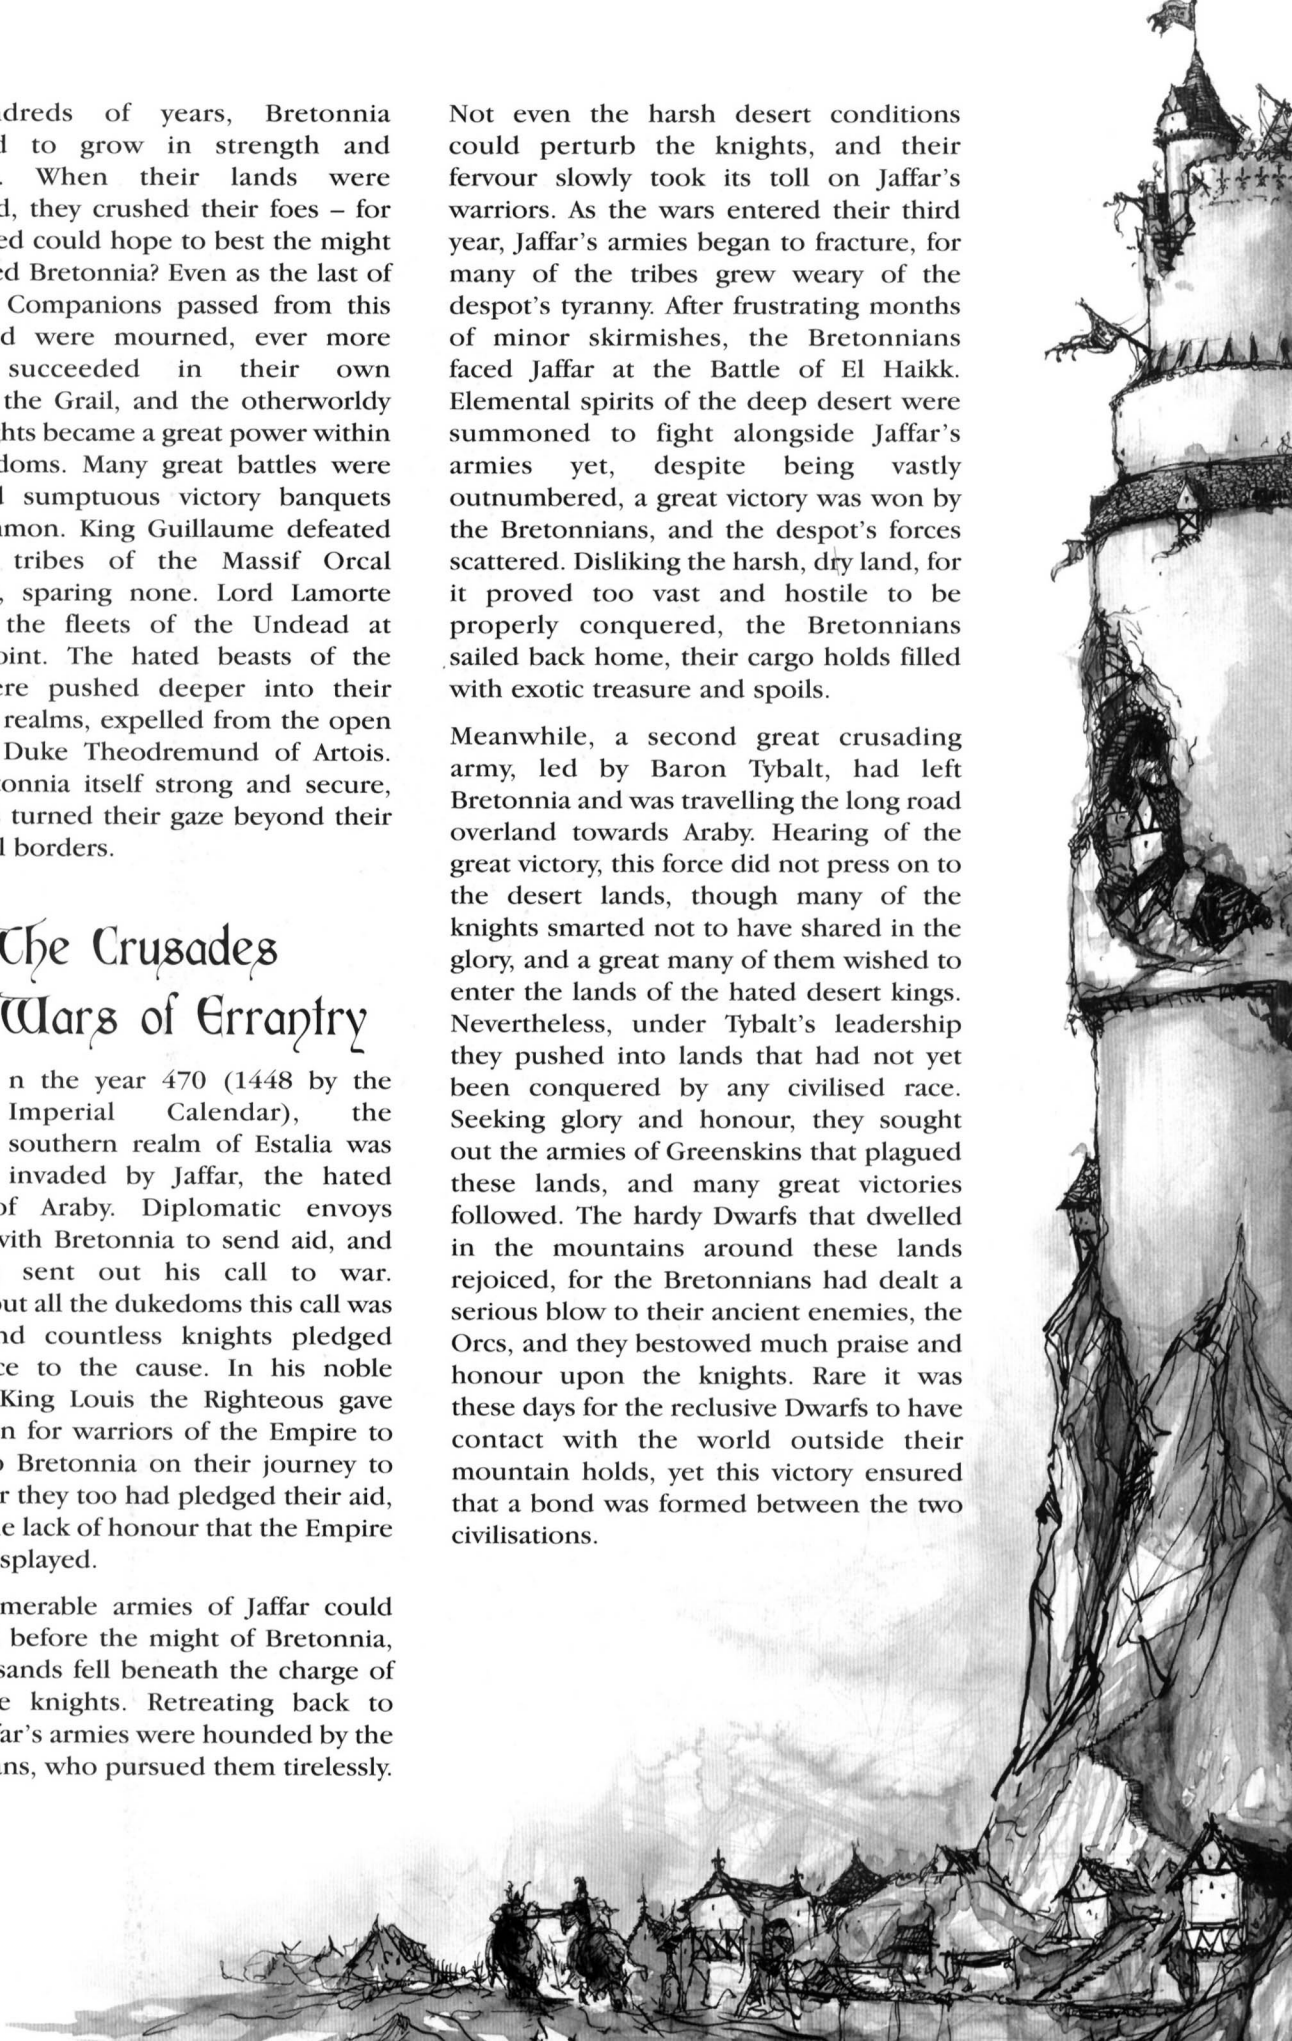 of years, Bretonnia
to grow in strength and
When their lands were
they crushed their foes – for
could hope to best the might
Bretonnia? Even as the last of
Companions passed from this
were mourned, ever more
succeeded in their own
the Grail, and the otherworldy
became a great power within
Many great battles were
sumptuous victory banquets
King Guillaume defeated
tribes of the Massif Orcal
, sparing none. Lord Lamorte
the fleets of the Undead at
The hated beasts of the
pushed deeper into their
realms, expelled from the open
Duke Theodremund of Artois.
itself strong and secure,
turned their gaze beyond their
borders.
The Crusades
Wars of Errantry
n the year 470 (1448 by the
Imperial Calendar), the
southern realm of Estalia was
invaded by Jaffar, the hated
of Araby. Diplomatic envoys
with Bretonnia to send aid, and
sent out his call to war.
out all the dukedoms this call was
countless knights pledged
to the cause. In his noble
King Louis the Righteous gave
for warriors of the Empire to
Bretonnia on their journey to
they too had pledged their aid,
lack of honour that the Empire
splayed.
merable armies of Jaffar could
before the might of Bretonnia,
sands fell beneath the charge of
knights. Retreating back to
far's armies were hounded by the
ans, who pursued them tirelessly.
Not even the harsh desert conditions
could perturb the knights, and their
fervour slowly took its toll on Jaffar's
warriors. As the wars entered their third
year, Jaffar's armies began to fracture, for
many of the tribes grew weary of the
despot's tyranny. After frustrating months
of minor skirmishes, the Bretonnians
faced Jaffar at the Battle of El Haikk.
Elemental spirits of the deep desert were
summoned to fight alongside Jaffar's
armies yet, despite being vastly
outnumbered, a great victory was won by
the Bretonnians, and the despot's forces
scattered. Disliking the harsh, dry land, for
it proved too vast and hostile to be
properly conquered, the Bretonnians
sailed back home, their cargo holds filled
with exotic treasure and spoils.
Meanwhile, a second great crusading
army, led by Baron Tybalt, had left
Bretonnia and was travelling the long road
overland towards Araby. Hearing of the
great victory, this force did not press on to
the desert lands, though many of the
knights smarted not to have shared in the
glory, and a great many of them wished to
enter the lands of the hated desert kings.
Nevertheless, under Tybalt's leadership
they pushed into lands that had not yet
been conquered by any civilised race.
Seeking glory and honour, they sought
out the armies of Greenskins that plagued
these lands, and many great victories
followed. The hardy Dwarfs that dwelled
in the mountains around these lands
rejoiced, for the Bretonnians had dealt a
serious blow to their ancient enemies, the
Orcs, and they bestowed much praise and
honour upon the knights. Rare it was
these days for the reclusive Dwarfs to have
contact with the world outside their
mountain holds, yet this victory ensured
that a bond was formed between the two
civilisations.